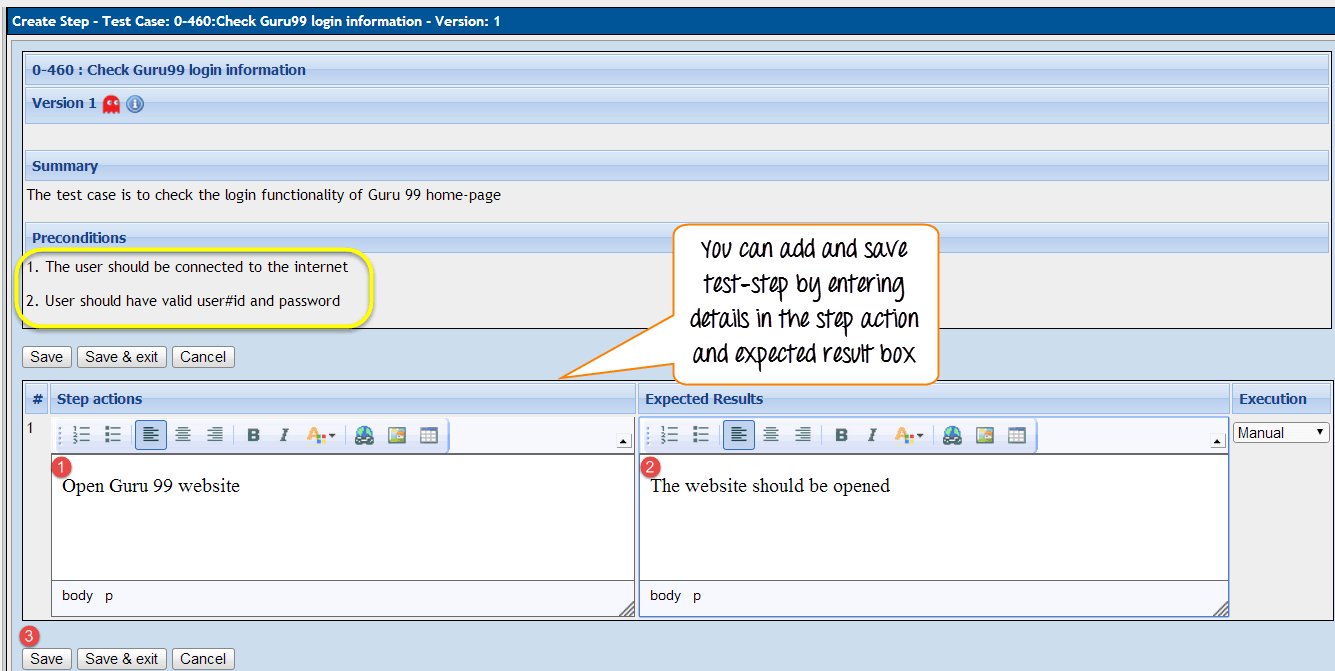 Create Step - Test Case: 0-460:Check Guru99 login information - Version: 1
0-460 : Check Guru99 login information
Version 1
Summary
The test case is to check the login functionality of Guru 99 home-page
Preconditions
1. The user should be connected to the internet
2. User should have valid user#id and password
You can add and save
test-step by entering
details in the step action
and expected result box
Save Save & exit Cancel
# Step actions Expected Results Execution
1 B I A B I A Manual
1 2
Open Guru 99 website The website should be opened
body p body p
3
Save Save & exit Cancel